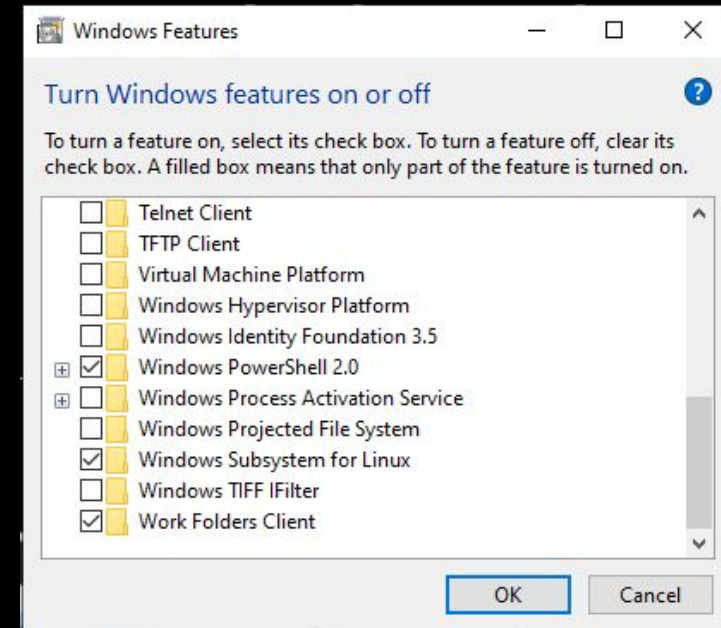 Windows Features
Turn Windows features on or off
To turn a feature on, select its check box. To turn a feature off, clear its
check box. A filled box means that only part of the feature is turned on.
Telnet Client
TFTP Client
Virtual Machine Platform
Windows Hypervisor Platform
Windows Identity Foundation 3.5
Windows PowerShell 2.0
Windows Process Activation Service
Windows Projected File System
Windows Subsystem for Linux
Windows TIFF IFilter
Work Folders Client
OK Cancel